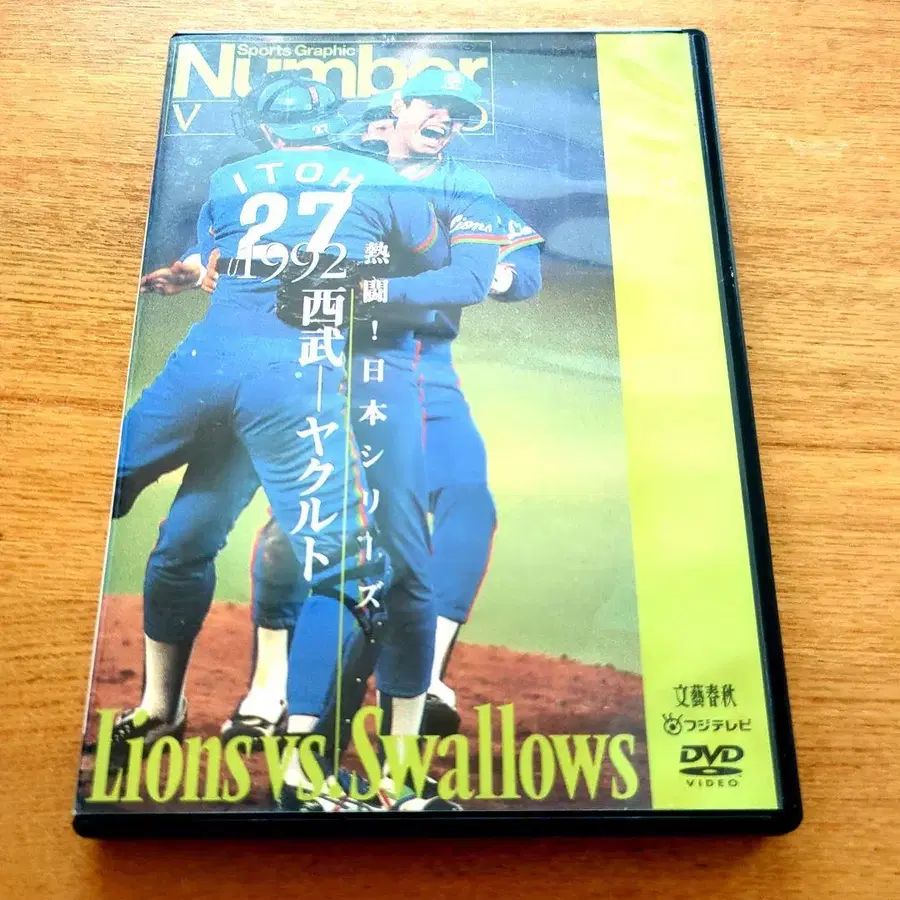 Sports Graphic
Number
ITOH
27
1992
西武ーヤクルト
熱闘!日本シリーズ
Lions vs. Swallows
文藝春秋
フジテレビ
DVD
VIDEO